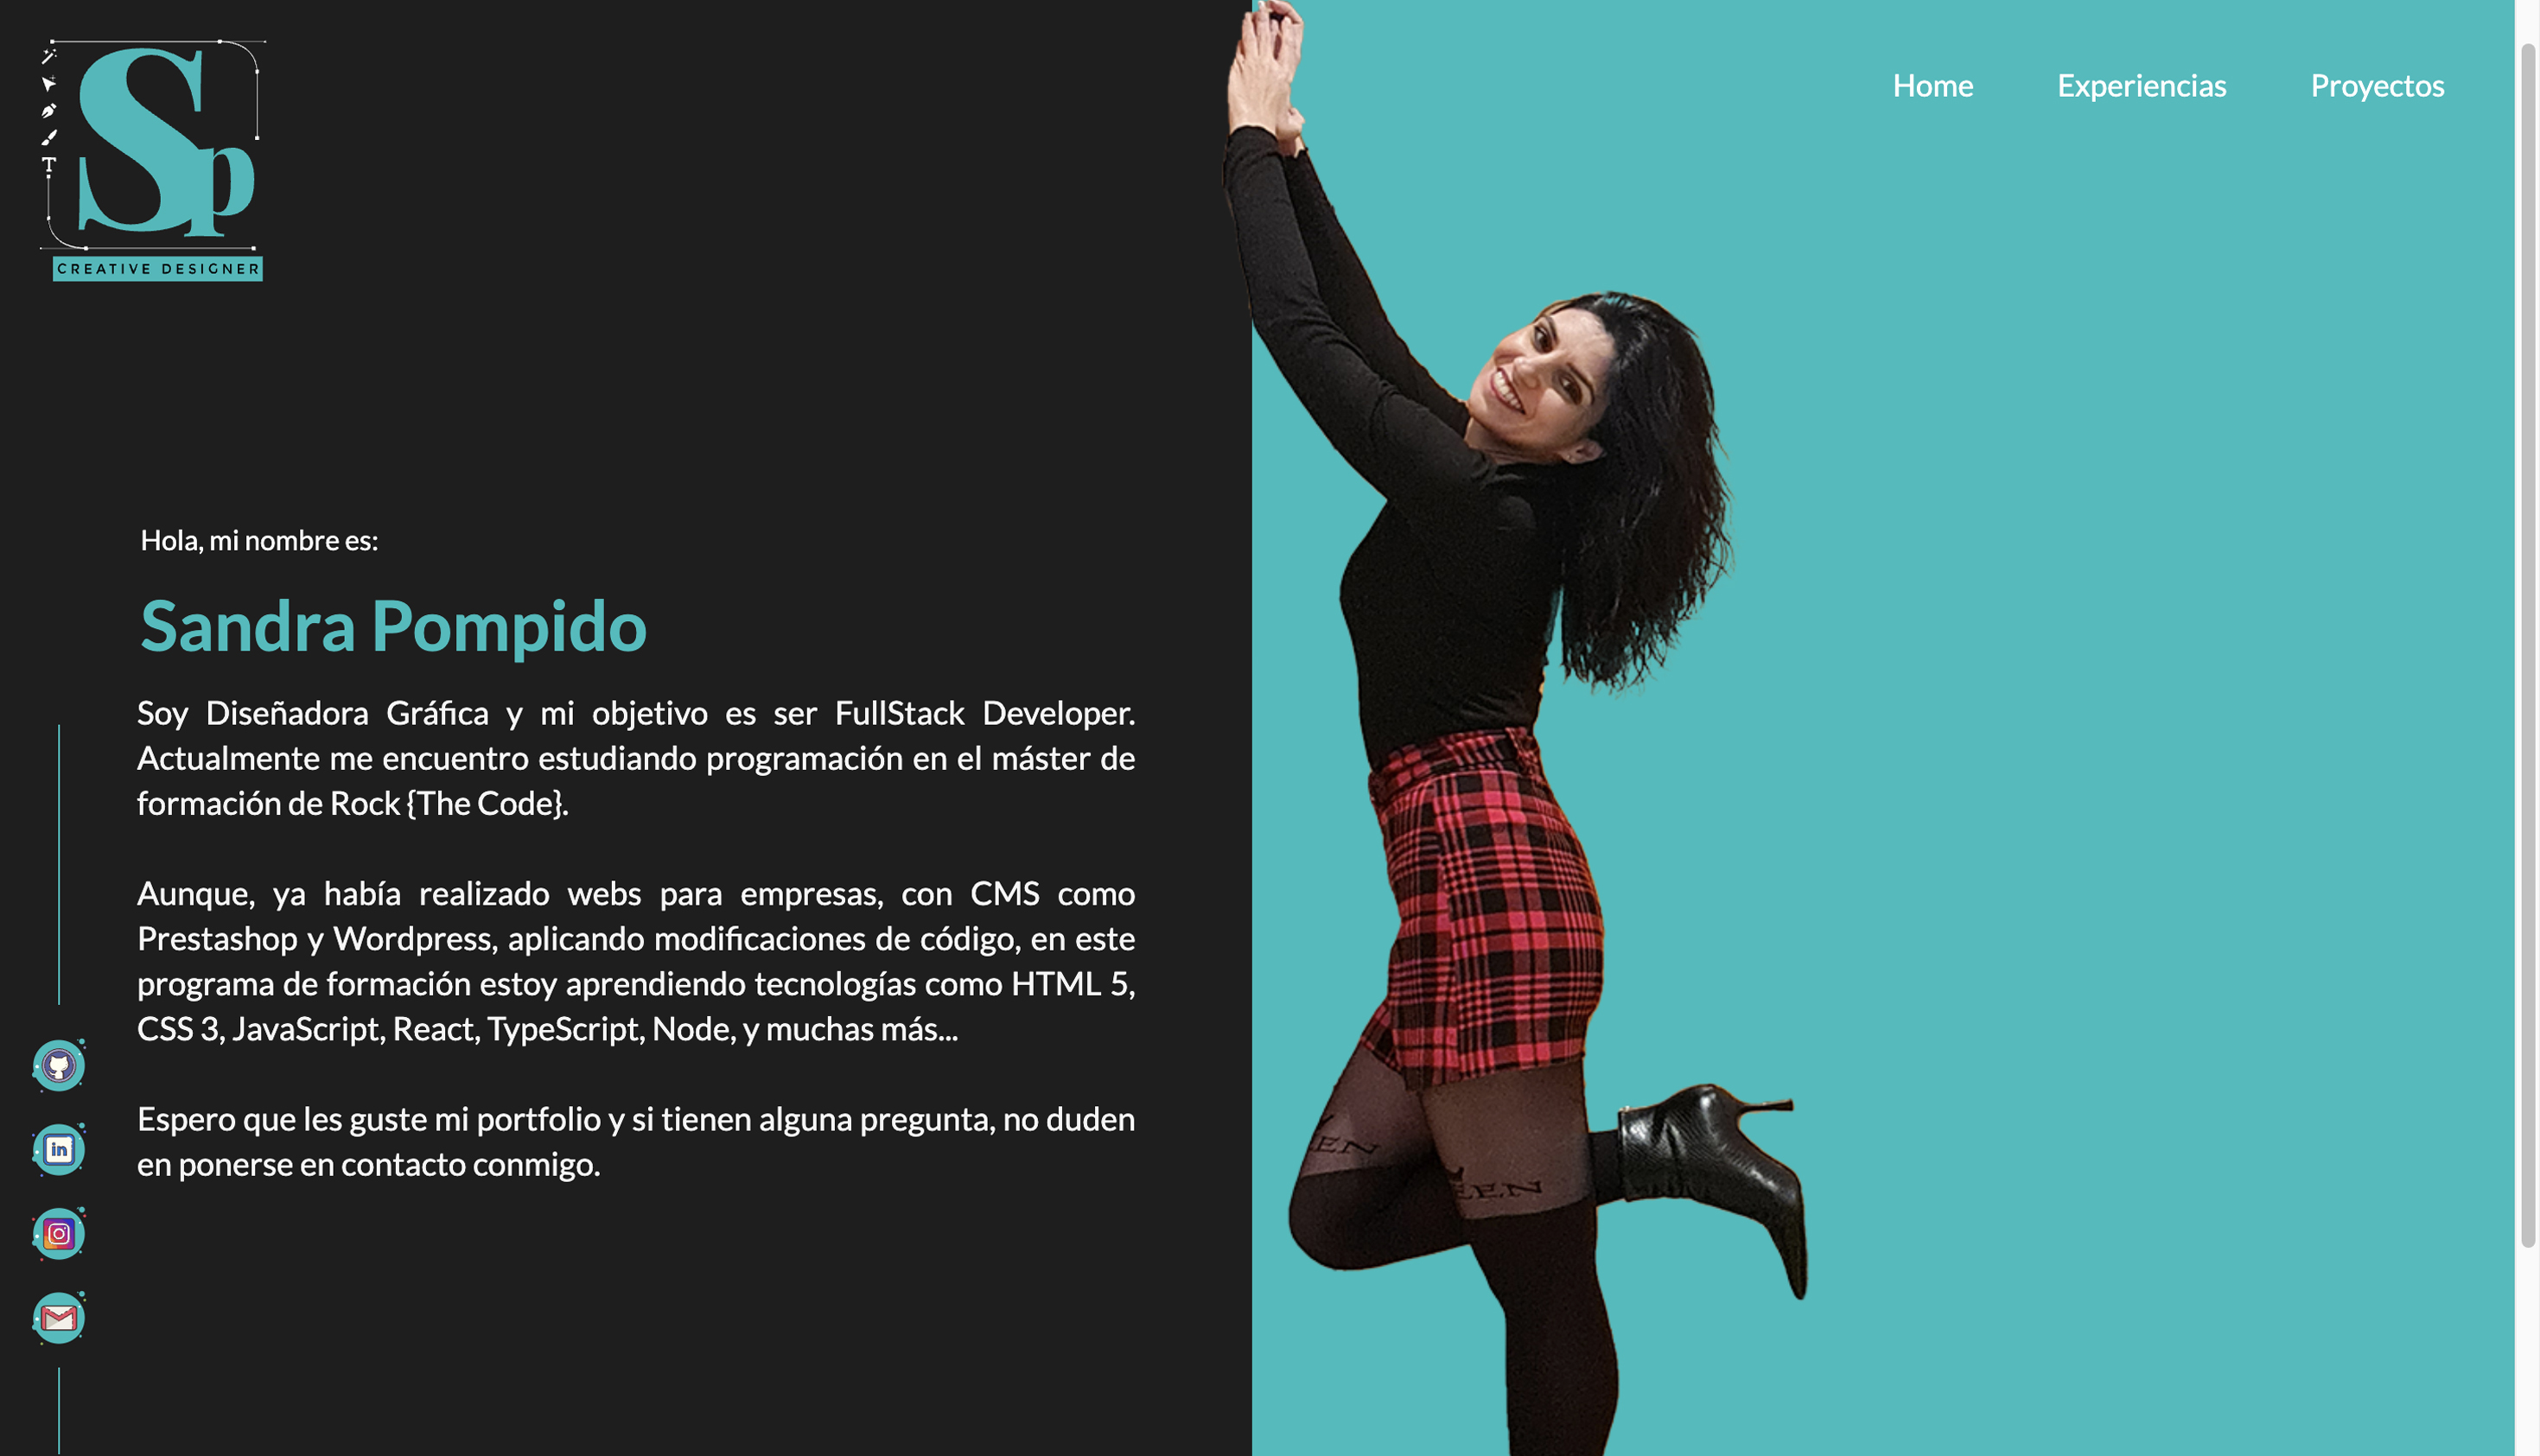 Sp
T
CREATIVE DESIGNER
Home Experiencias Proyectos
Hola, mi nombre es:
Sandra Pompido
Soy Diseñadora Gráfica y mi objetivo es ser FullStack Developer.
Actualmente me encuentro estudiando programación en el máster de
formación de Rock {The Code}.
Aunque, ya había realizado webs para empresas, con CMS como
Prestashop y Wordpress, aplicando modificaciones de código, en este
programa de formación estoy aprendiendo tecnologías como HTML 5,
CSS 3, JavaScript, React, TypeScript, Node, y muchas más...
Espero que les guste mi portfolio y si tienen alguna pregunta, no duden
en ponerse en contacto conmigo.
in